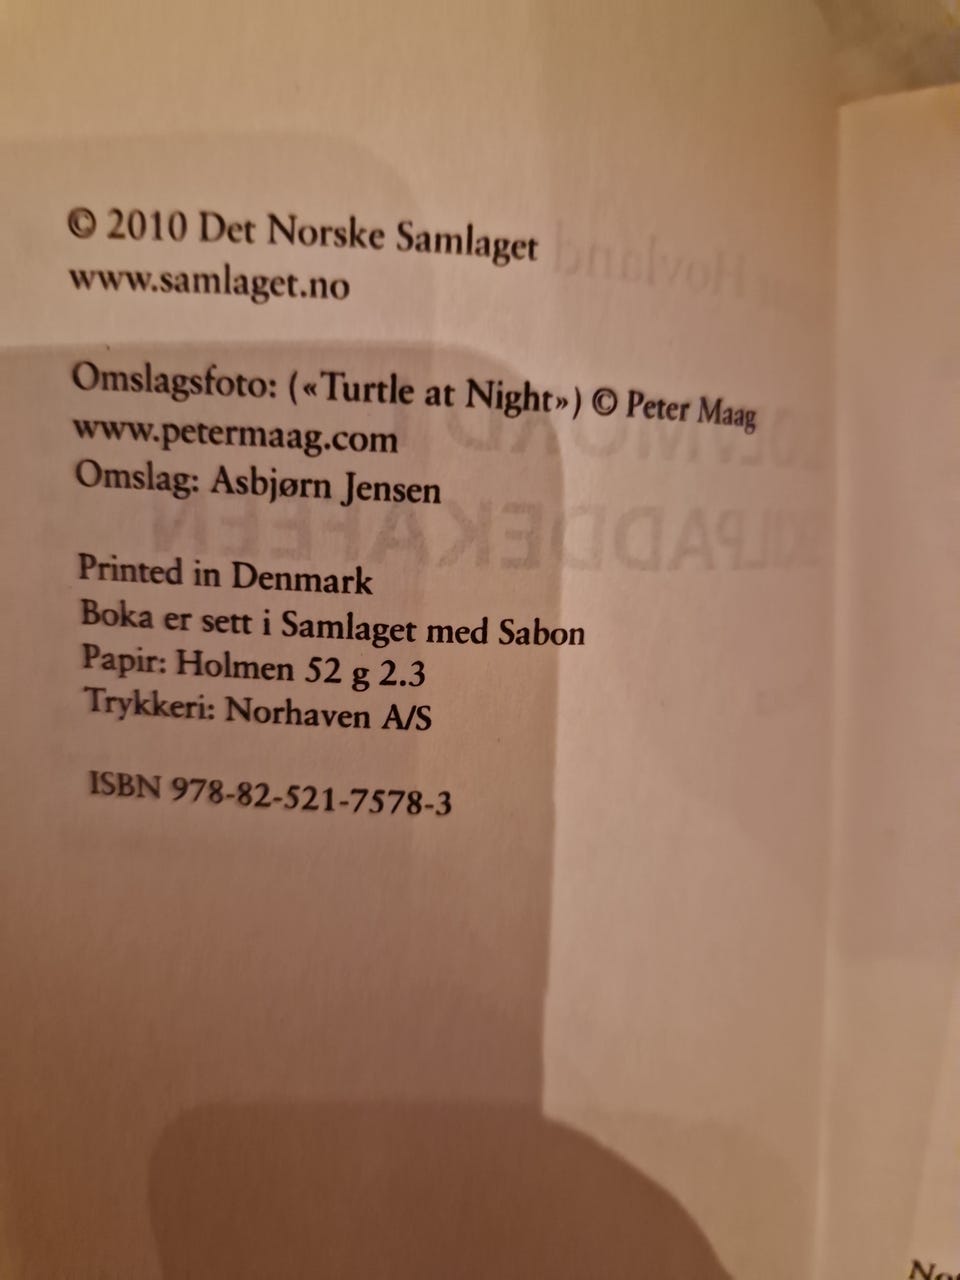 © 2010 Det Norske Samlaget
www.samlaget.no
Omslagsfoto: («Turtle at Night») © Peter Maag
www.petermaag.com
Omslag: Asbjørn Jensen
Printed in Denmark
Boka er sett i Samlaget med Sabon
Papir: Holmen 52 g 2.3
Trykkeri: Norhaven A/S
ISBN 978-82-521-7578-3